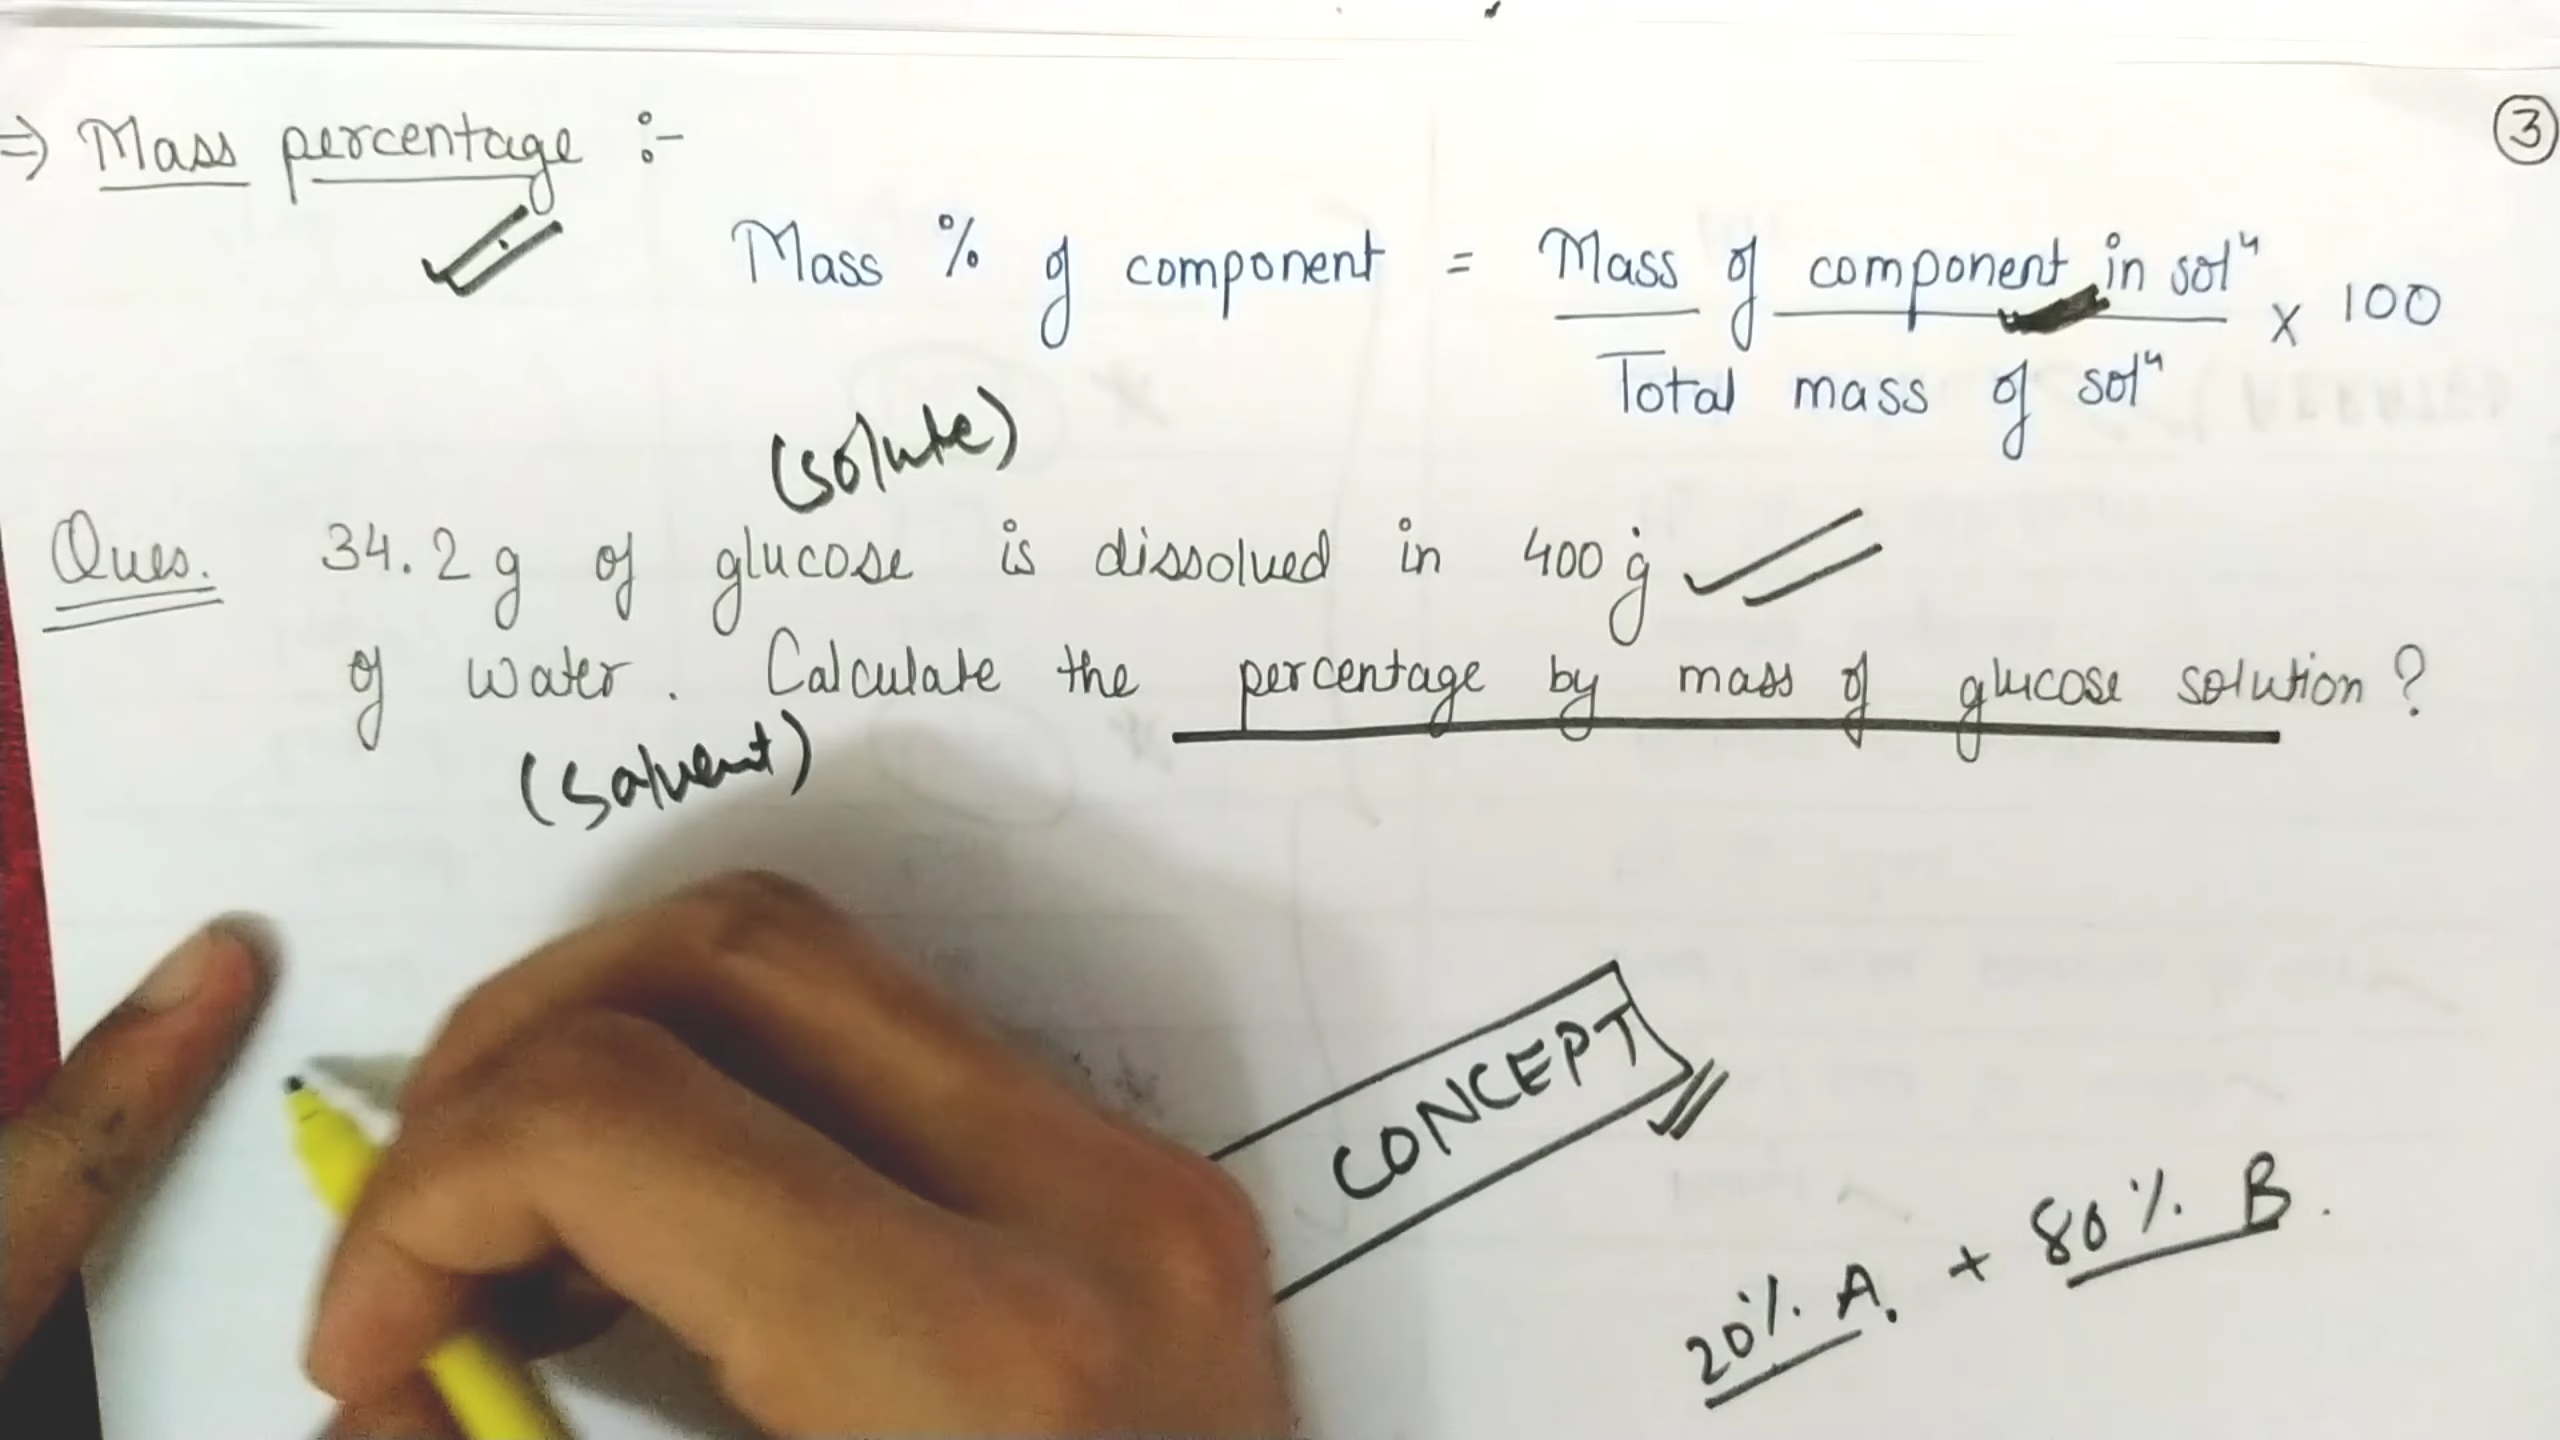 ⇒ Mass percentage :-
③
Mass % of component = Mass of component in solⁿ / Total mass of solⁿ × 100
(solute)
Ques. 34.2 g of glucose is dissolved in 400 g
of water. Calculate the percentage by mass of glucose solution?
(solvent)
CONCEPT
20% A. + 80% B.